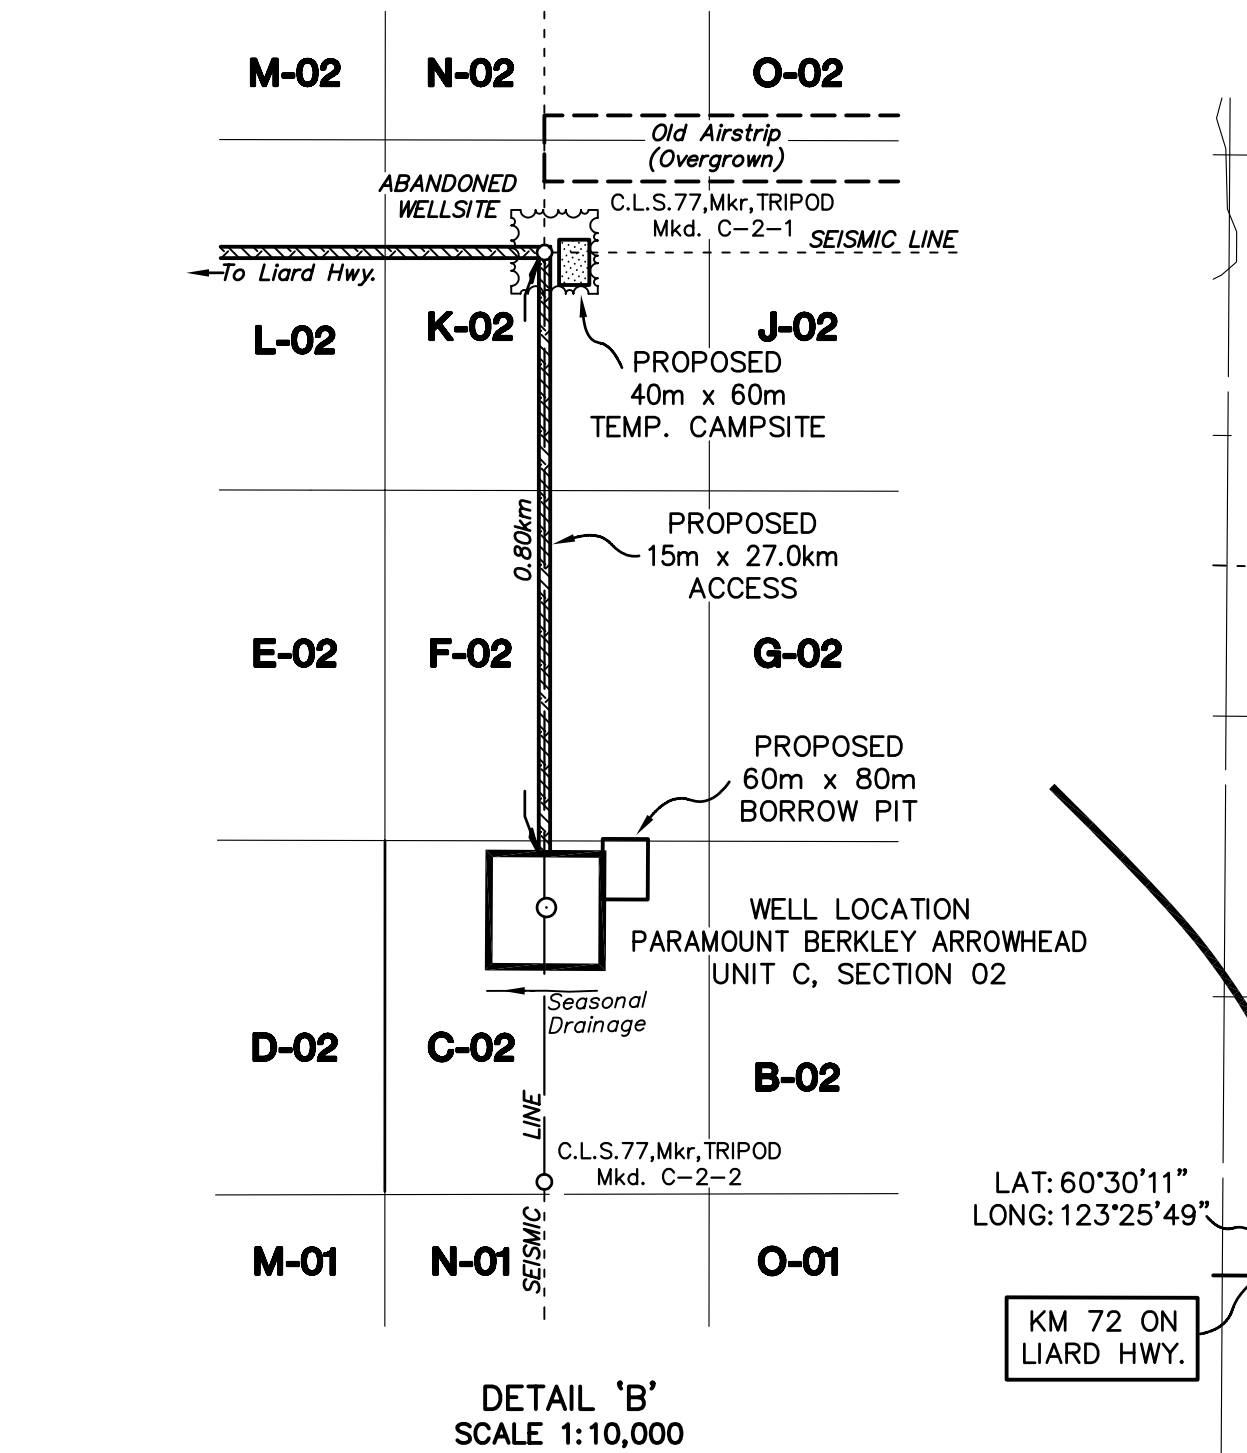 M-02
N-02
O-02
Old Airstrip
(Overgrown)
ABANDONED
WELLSITE
C.L.S.77,Mkr,TRIPOD
Mkd. C-2-1
SEISMIC LINE
To Liard Hwy.
L-02
K-02
J-02
PROPOSED
40m x 60m
TEMP. CAMPSITE
0.80km
PROPOSED
15m x 27.0km
ACCESS
E-02
F-02
G-02
PROPOSED
60m x 80m
BORROW PIT
WELL LOCATION
PARAMOUNT BERKLEY ARROWHEAD
UNIT C, SECTION 02
Seasonal
Drainage
D-02
C-02
B-02
SEISMIC LINE
C.L.S.77,Mkr,TRIPOD
Mkd. C-2-2
LAT: 60°30'11"
LONG: 123°25'49"
M-01
N-01
O-01
KM 72 ON
LIARD HWY.
DETAIL 'B'
SCALE 1:10,000